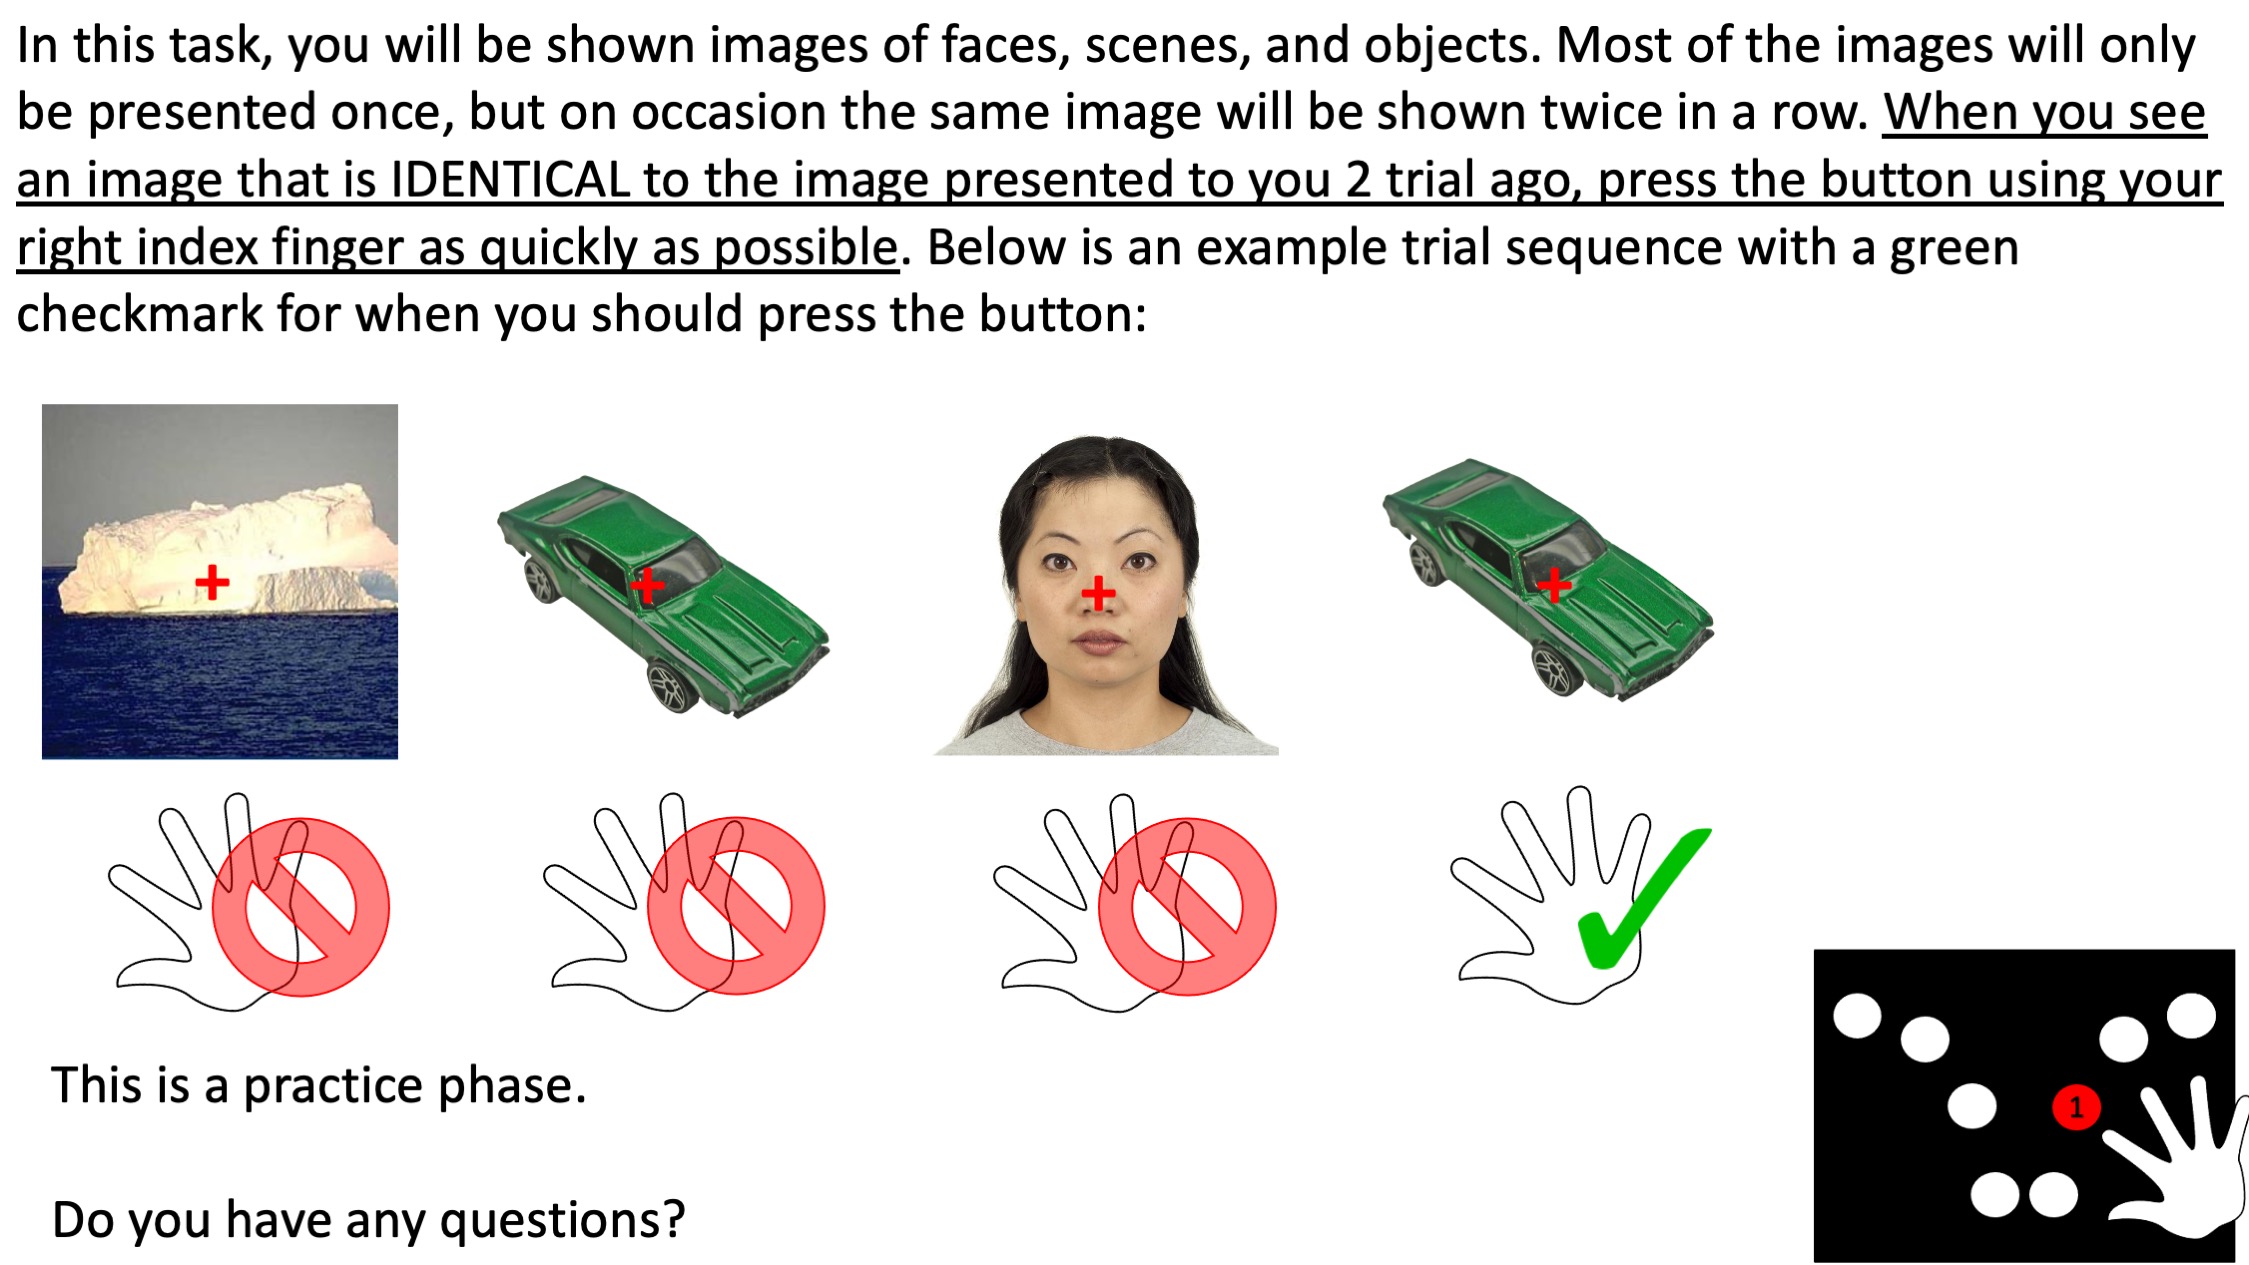 In this task, you will be shown images of faces, scenes, and objects. Most of the images will only
be presented once, but on occasion the same image will be shown twice in a row. When you see
an image that is IDENTICAL to the image presented to you 2 trial ago, press the button using your
right index finger as quickly as possible. Below is an example trial sequence with a green
checkmark for when you should press the button:
This is a practice phase.
1
Do you have any questions?